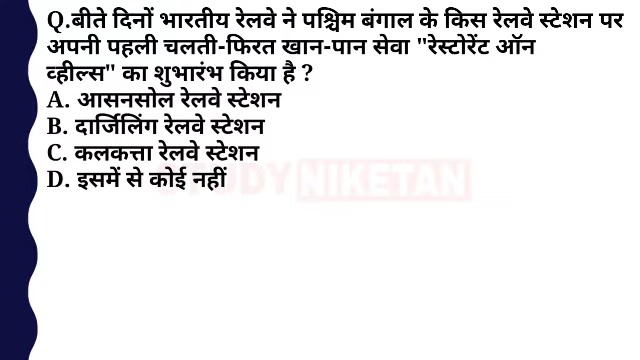 Q.बीते दिनों भारतीय रेलवे ने पश्चिम बंगाल के किस रेलवे स्टेशन पर
अपनी पहली चलती-फिरत खान-पान सेवा "रेस्टोरेंट ऑन
व्हील्स" का शुभारंभ किया है ?
A. आसनसोल रेलवे स्टेशन
B. दार्जिलिंग रेलवे स्टेशन
C. कलकत्ता रेलवे स्टेशन
D. इसमें से कोई नहीं
STUDY NIKETAN